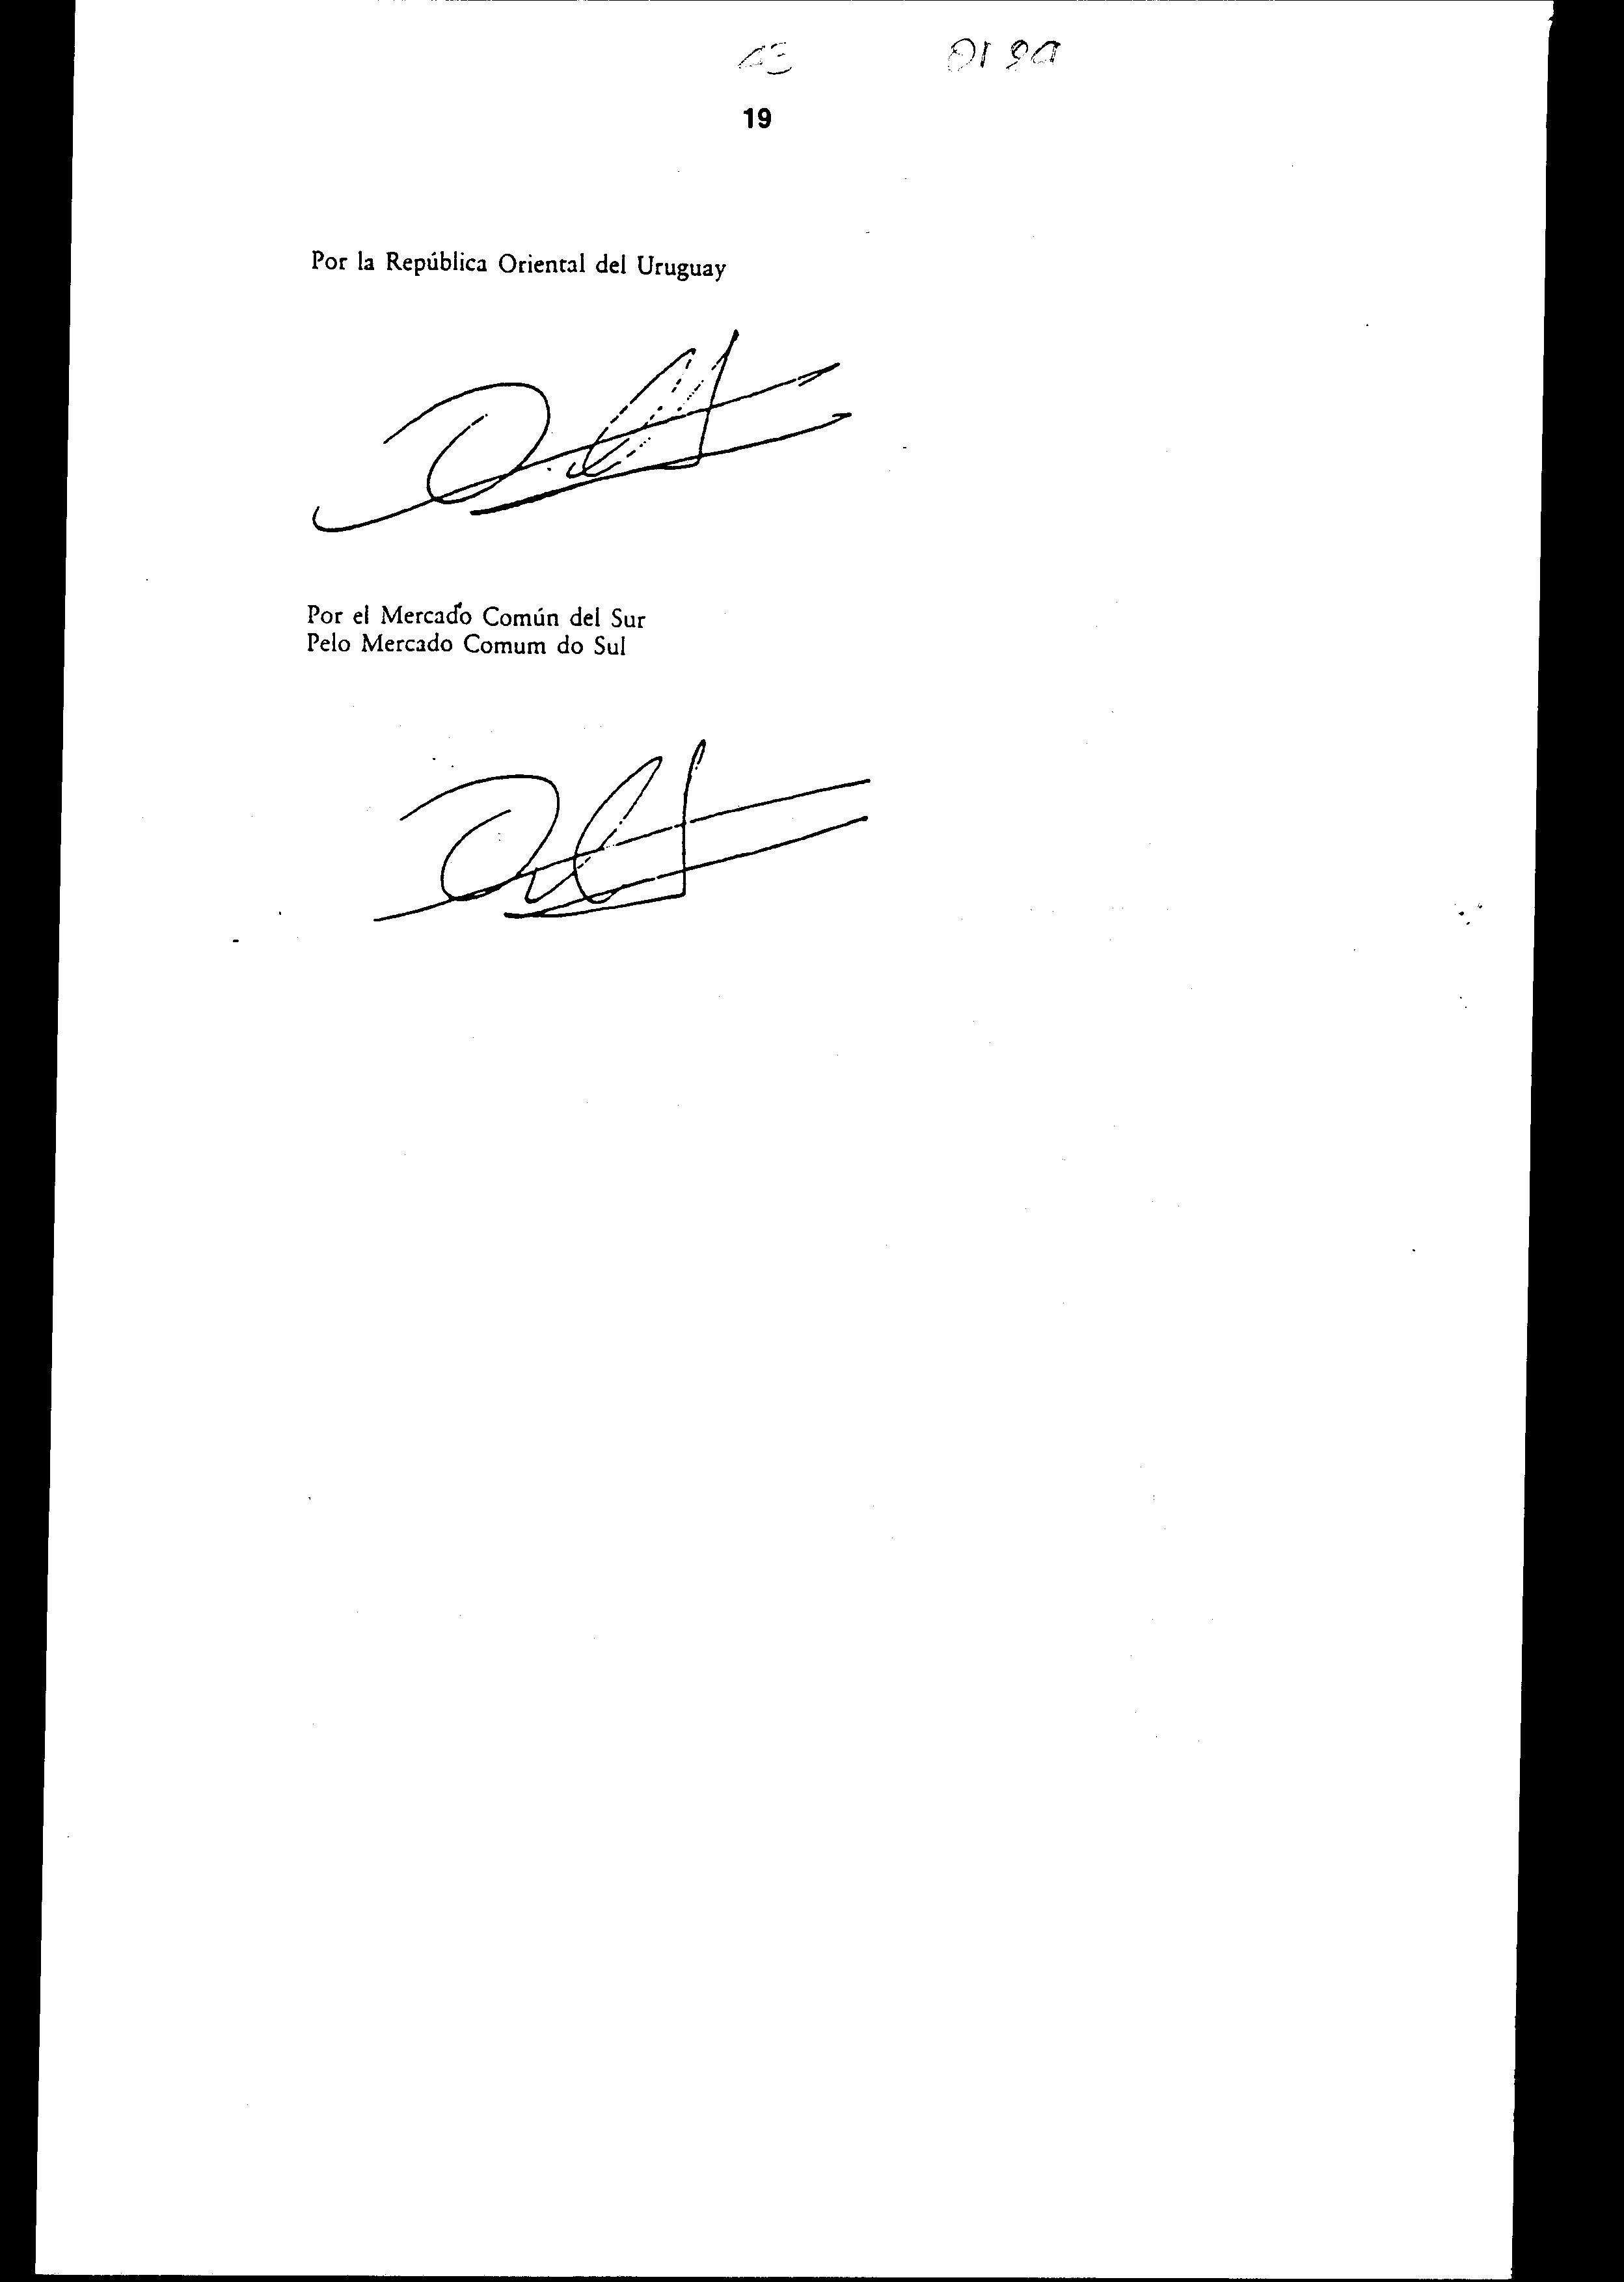 19
Por la República Oriental del Uruguay
Por el Mercado Común del Sur
Pelo Mercado Comum do Sul